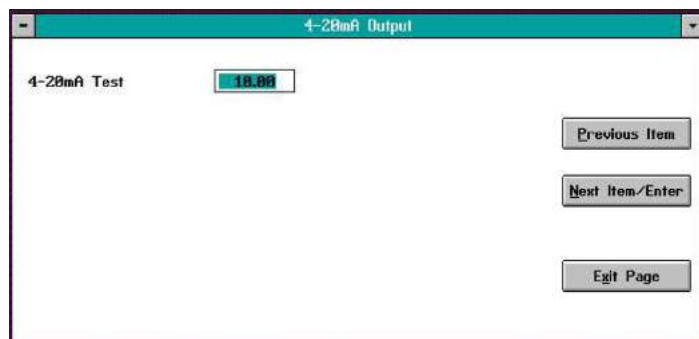 4-20mA Output
4-20mA Test 10.00
Previous Item
Next Item/Enter
Exit Page